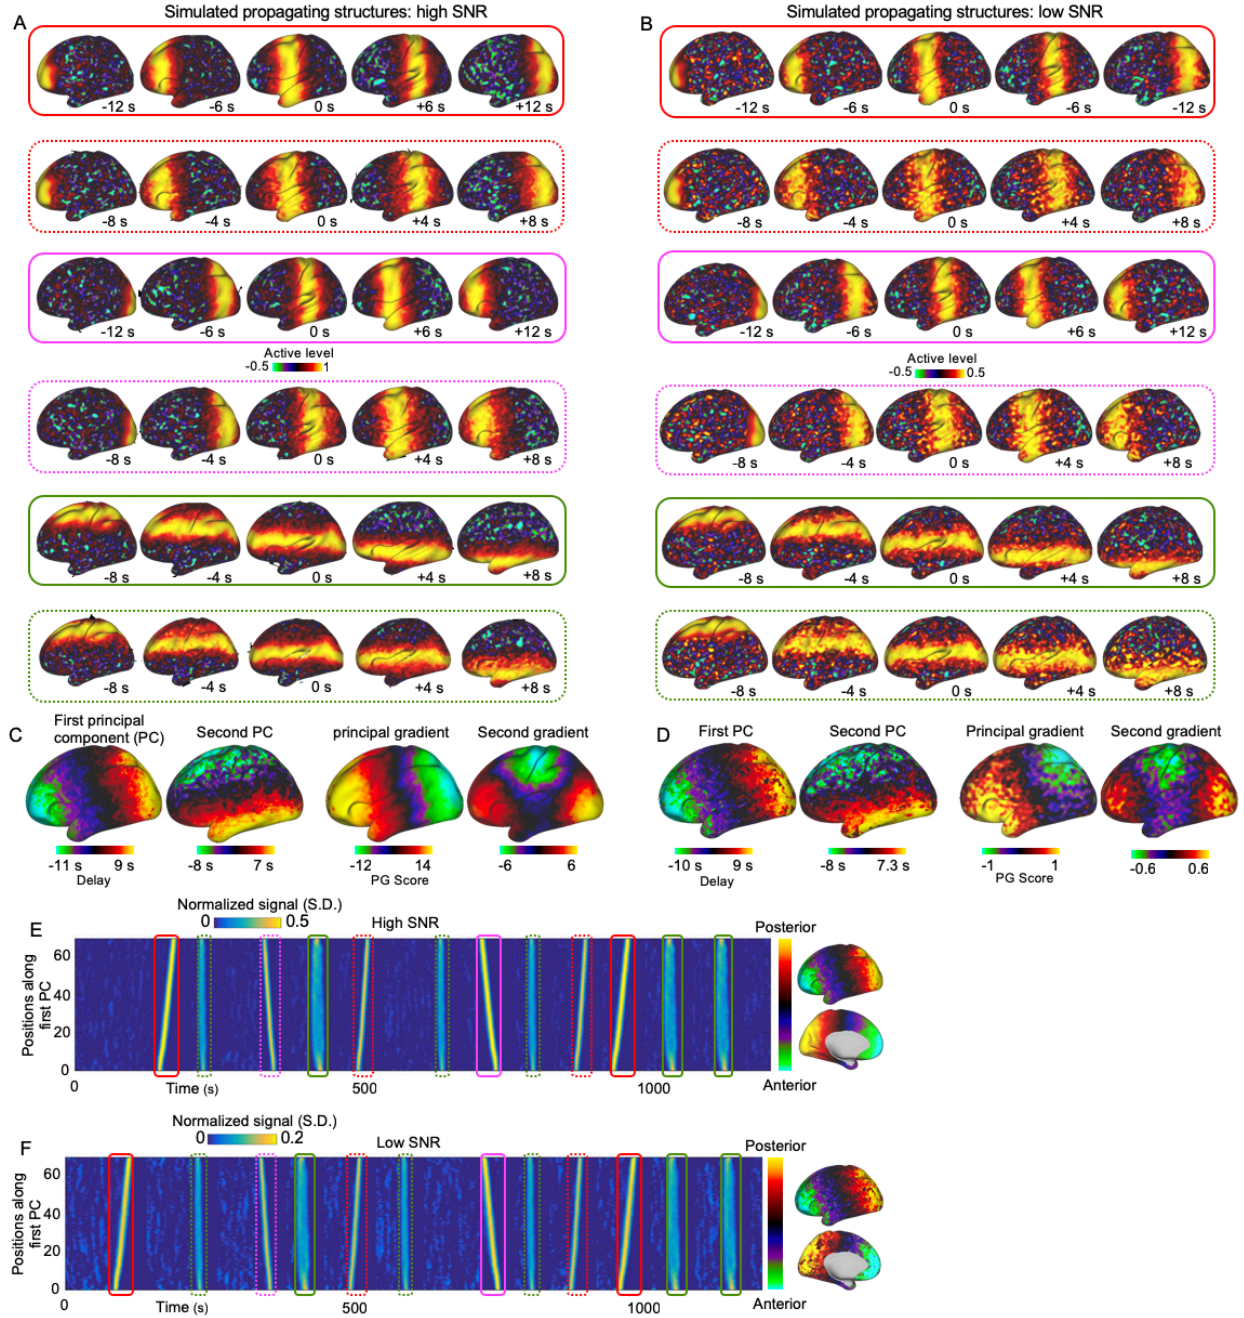 A
Simulated propagating structures: high SNR
-12 s -6 s 0 s +6 s +12 s
-8 s -4 s 0 s +4 s +8 s
-12 s -6 s 0 s +6 s +12 s
Active level
-0.5 1
-8 s -4 s 0 s +4 s +8 s
-8 s -4 s 0 s +4 s +8 s
-8 s -4 s 0 s +4 s +8 s
B
Simulated propagating structures: low SNR
-12 s -6 s 0 s -6 s -12 s
-8 s -4 s 0 s +4 s +8 s
-12 s -6 s 0 s +6 s +12 s
Active level
-0.5 0.5
-8 s -4 s 0 s +4 s +8 s
-8 s -4 s 0 s +4 s +8 s
-8 s -4 s 0 s +4 s +8 s
C
First principal
component (PC)
Second PC
principal gradient
Second gradient
-11 s 9 s
Delay
-8 s 7 s
-12 14
PG Score
-6 6
D
First PC
Second PC
Principal gradient
Second gradient
-10 s 9 s
Delay
-8 s 7.3 s
-1 1
PG Score
-0.6 0.6
E
Normalized signal (S.D.)
0 0.5
High SNR
Positions along
first PC
60
40
20
0
0 Time (s) 500 1000
Posterior
Anterior
F
Normalized signal (S.D.)
0 0.2
Low SNR
Positions along
first PC
60
40
20
0
0 Time (s) 500 1000
Posterior
Anterior